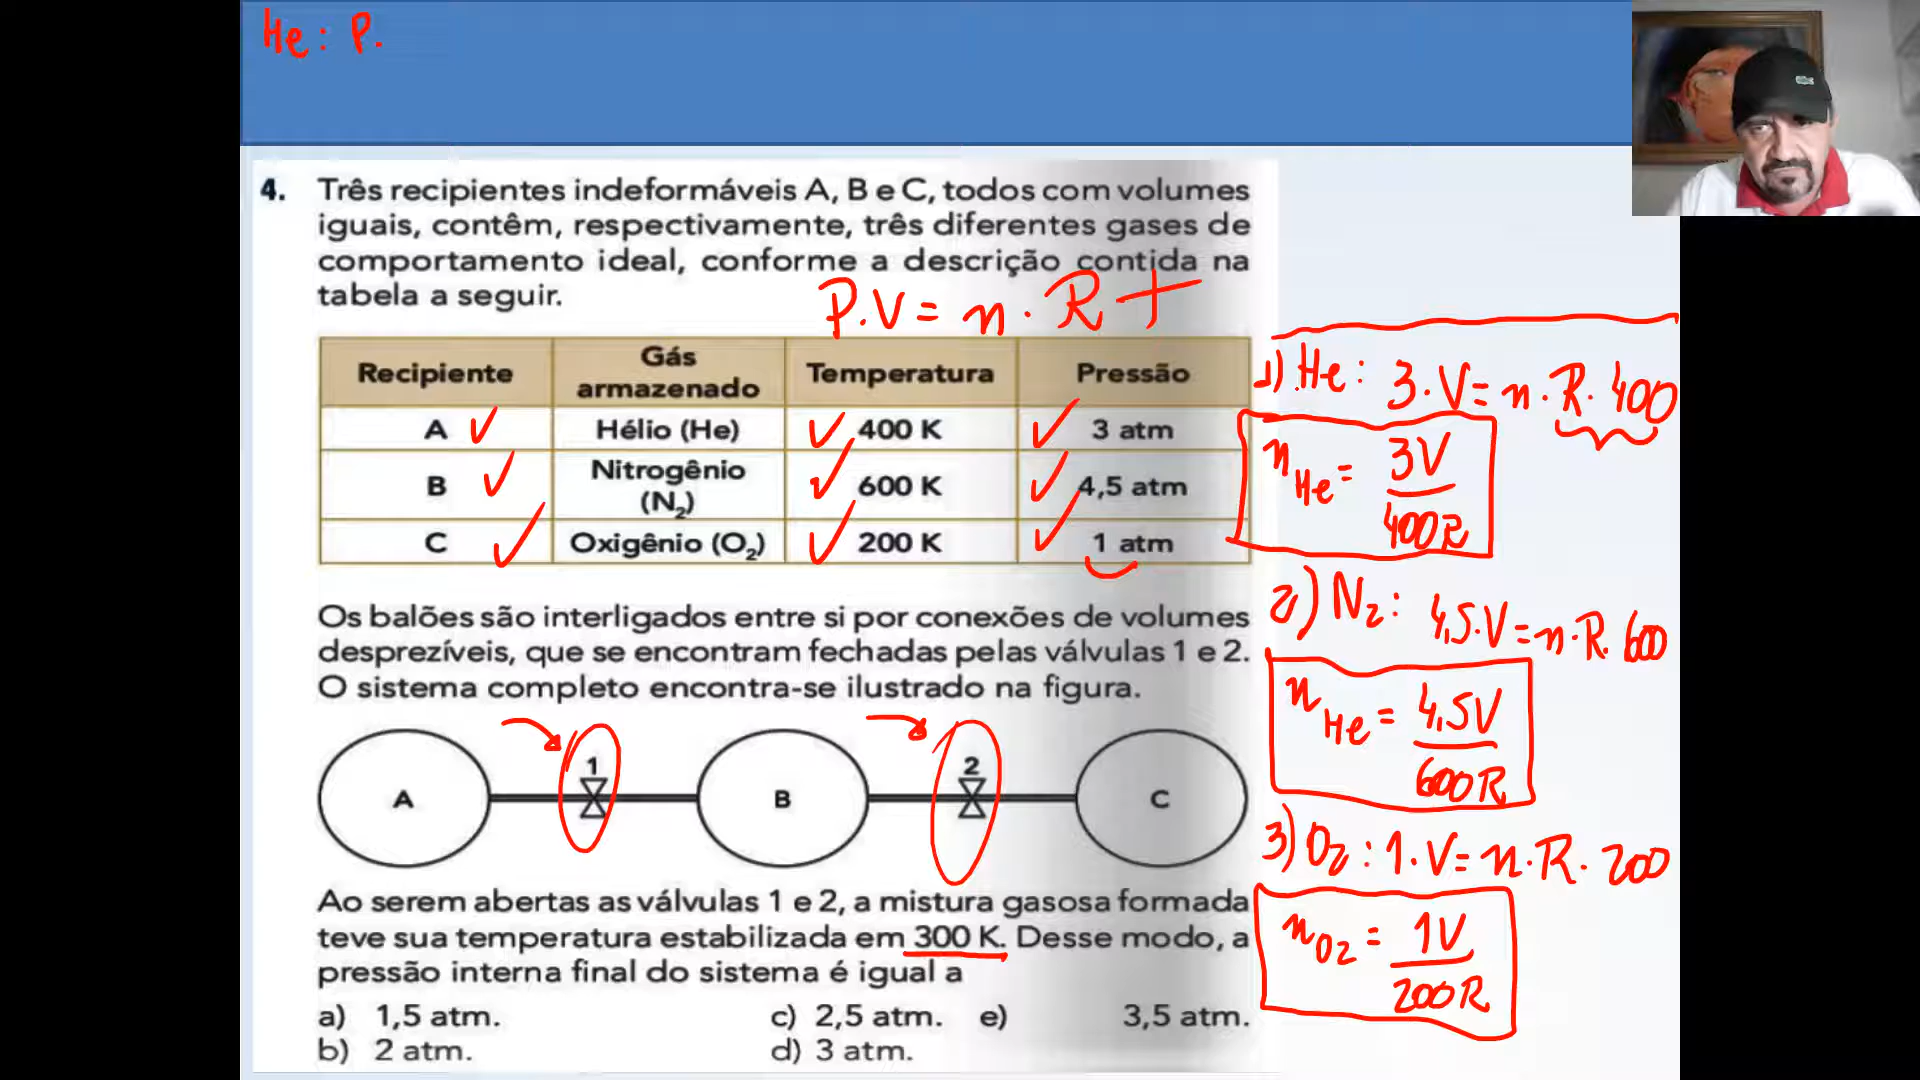 He: P.
4. Três recipientes indeformáveis A, B e C, todos com volumes
iguais, contêm, respectivamente, três diferentes gases de
comportamento ideal, conforme a descrição contida na
tabela a seguir.
P.V = n . R T
Recipiente Gás armazenado Temperatura Pressão
A Hélio (He) 400 K 3 atm
B Nitrogênio (N₂) 600 K 4,5 atm
C Oxigênio (O₂) 200 K 1 atm
Os balões são interligados entre si por conexões de volumes
desprezíveis, que se encontram fechadas pelas válvulas 1 e 2.
O sistema completo encontra-se ilustrado na figura.
A 1 B 2 C
Ao serem abertas as válvulas 1 e 2, a mistura gasosa formada
teve sua temperatura estabilizada em 300 K. Desse modo, a
pressão interna final do sistema é igual a
a) 1,5 atm. c) 2,5 atm. e) 3,5 atm.
b) 2 atm. d) 3 atm.
1) He: 3.V = n.R.400
nHe = 3V/400R
2) N₂: 4,5.V = n.R.600
nHe = 4,5V/600R
3) O₂: 1.V = n.R.200
nO₂ = 1V/200R